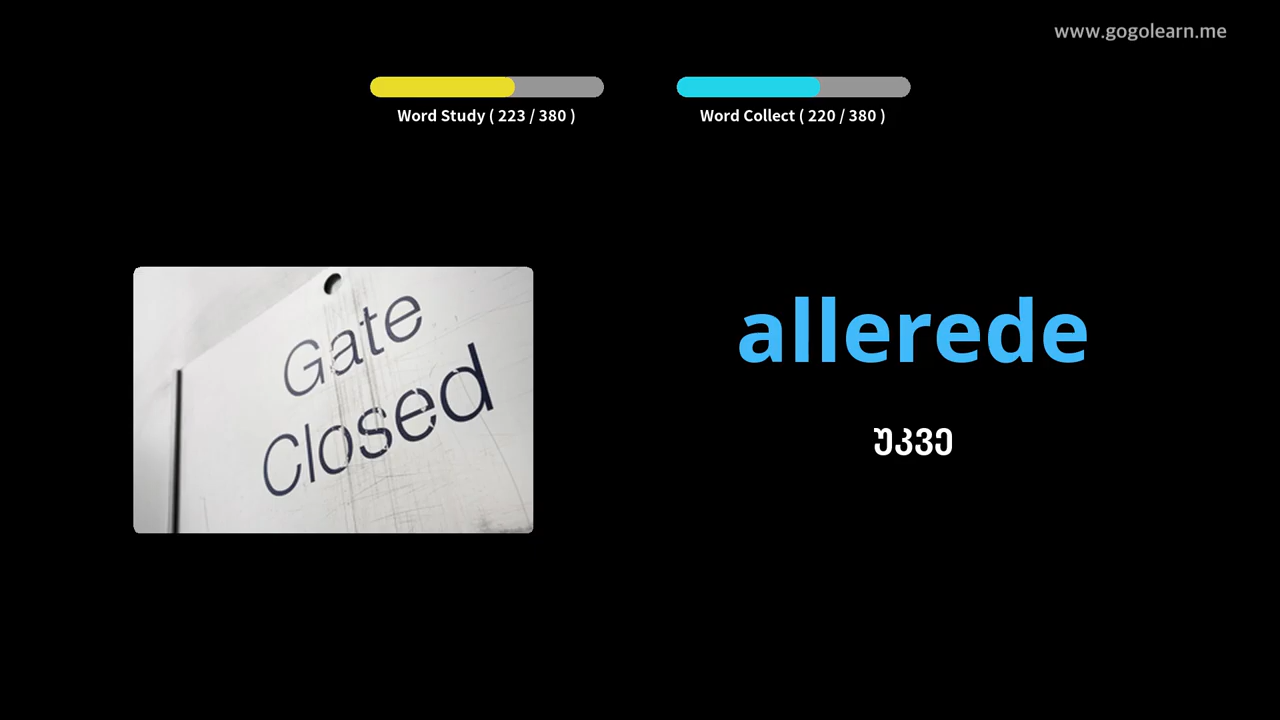 www.gogolearn.me
Word Study ( 223 / 380 )
Word Collect ( 220 / 380 )
Gate
Closed
allerede
უკვე